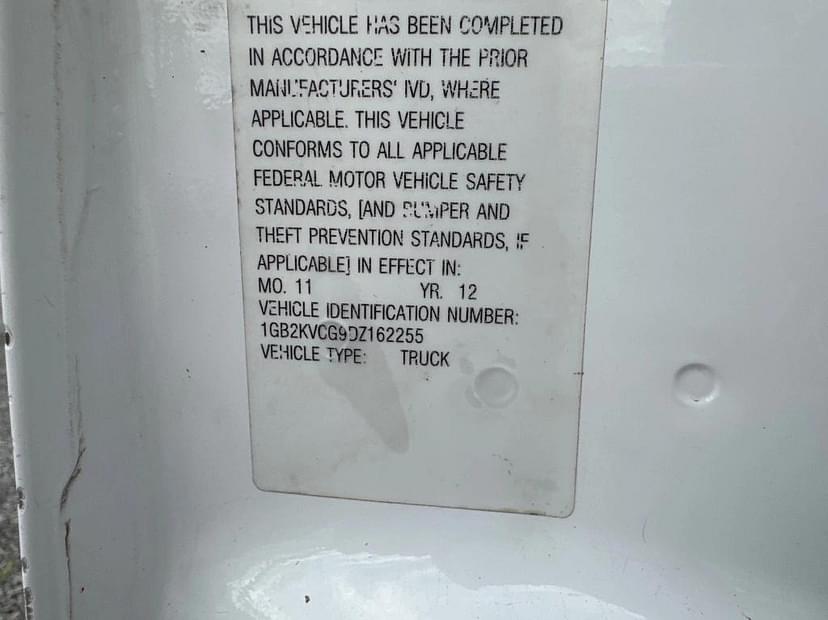 THIS VEHICLE HAS BEEN COMPLETED
IN ACCORDANCE WITH THE PRIOR
MANUFACTURERS' IVD, WHERE
APPLICABLE. THIS VEHICLE
CONFORMS TO ALL APPLICABLE
FEDERAL MOTOR VEHICLE SAFETY
STANDARDS, [AND BUMPER AND
THEFT PREVENTION STANDARDS, IF
APPLICABLE] IN EFFECT IN:
MO. 11 YR. 12
VEHICLE IDENTIFICATION NUMBER:
1GB2KVCG9DZ162255
VEHICLE TYPE: TRUCK